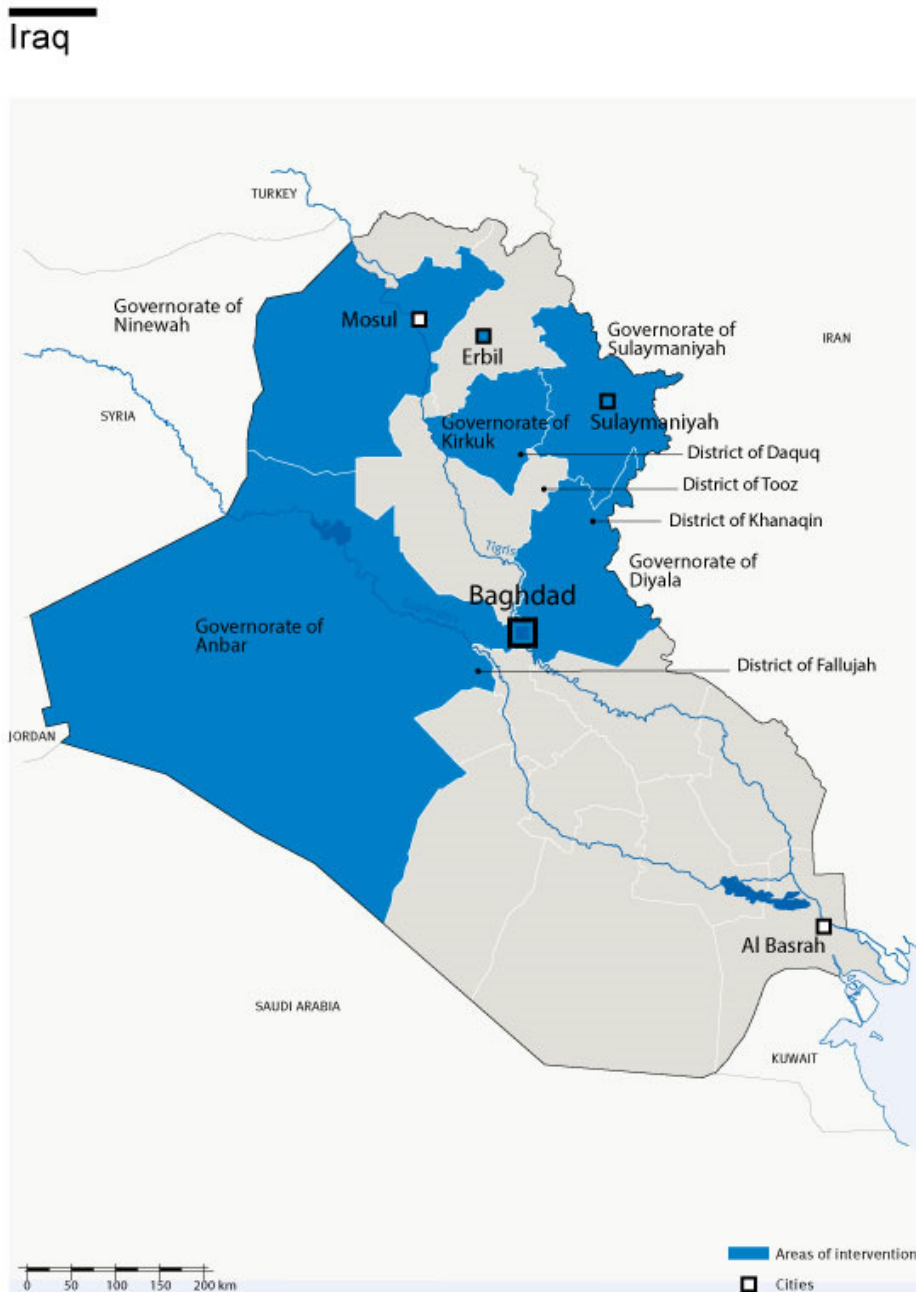 Iraq
TURKEY
Governorate of
Ninewah
Mosul
Erbil
Governorate of
Sulaymaniyah
IRAN
SYRIA
Governorate of
Kirkuk
Sulaymaniyah
District of Daquq
District of Tooz
District of Khanaqin
Tigris
Governorate of
Diyala
Baghdad
Euphrates
Governorate of
Anbar
District of Fallujah
JORDAN
Al Basrah
SAUDI ARABIA
KUWAIT
Areas of intervention
0 50 100 150 200 km
Cities